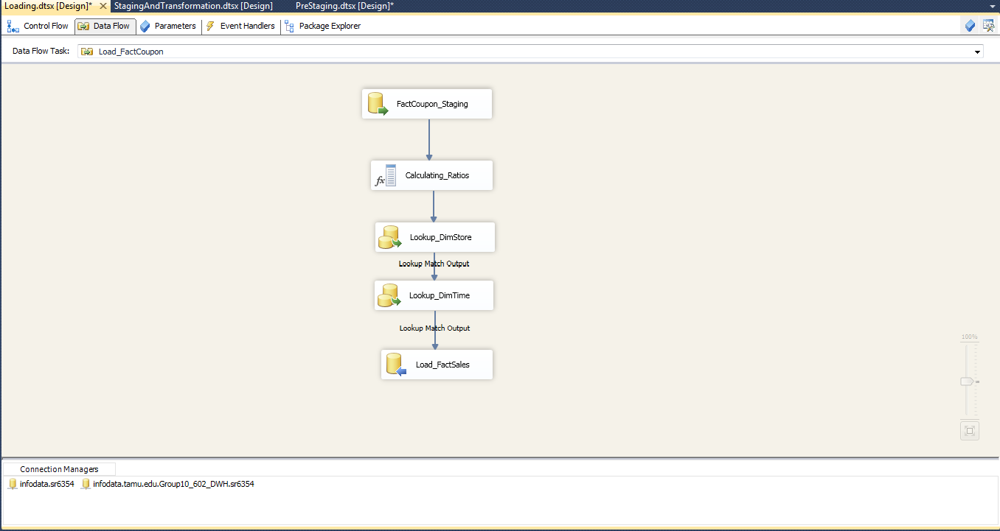 Loading.dtsx [Design]* StagingAndTransformation.dtsx [Design] PreStaging.dtsx [Design]*
Control Flow Data Flow Parameters Event Handlers Package Explorer
Data Flow Task: Load_FactCoupon
FactCoupon_Staging
fx Calculating_Ratios
Lookup_DimStore
Lookup Match Output
Lookup_DimTime
Lookup Match Output
100%
Load_FactSales
Connection Managers
infodata.sr6354 infodata.tamu.edu.Group10_602_DWH.sr6354